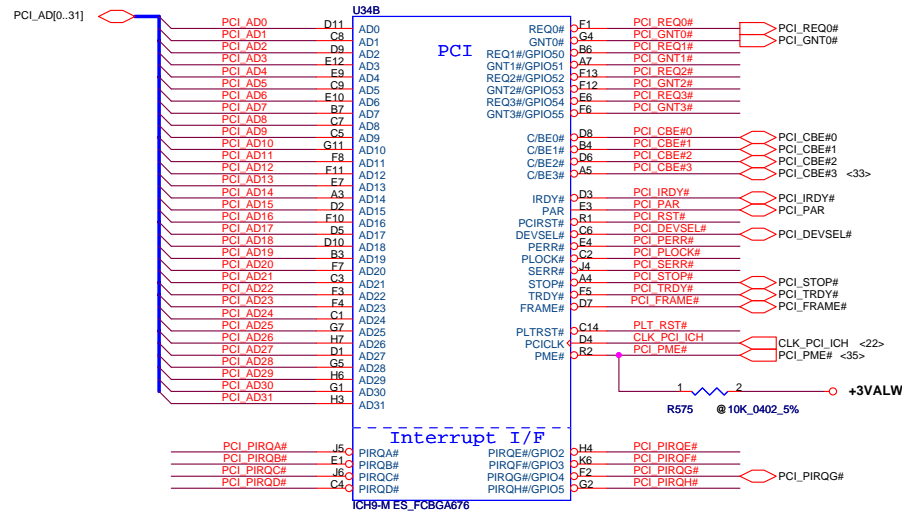 U34B
PCI_AD[0..31]
PCI
PCI_AD0 D11 AD0 REQ0# F1 PCI_REQ0# PCI_REQ0#
PCI_AD1 C8 AD1 GNT0# G4 PCI_GNT0# PCI_GNT0#
PCI_AD2 D9 AD2 REQ1#/GPIO50 B6 PCI_REQ1#
PCI_AD3 E12 AD3 GNT1#/GPIO51 A7 PCI_GNT1#
PCI_AD4 E9 AD4 REQ2#/GPIO52 F13 PCI_REQ2#
PCI_AD5 C9 AD5 GNT2#/GPIO53 F12 PCI_GNT2#
PCI_AD6 E10 AD6 REQ3#/GPIO54 E6 PCI_REQ3#
PCI_AD7 B7 AD7 GNT3#/GPIO55 F6 PCI_GNT3#
PCI_AD8 C7 AD8
PCI_AD9 C5 AD9 C/BE0# D8 PCI_CBE#0 PCI_CBE#0
PCI_AD10 G11 AD10 C/BE1# B4 PCI_CBE#1 PCI_CBE#1
PCI_AD11 F8 AD11 C/BE2# D6 PCI_CBE#2 PCI_CBE#2
PCI_AD12 F11 AD12 C/BE3# A5 PCI_CBE#3 PCI_CBE#3 <33>
PCI_AD13 E7 AD13
PCI_AD14 A3 AD14 IRDY# D3 PCI_IRDY# PCI_IRDY#
PCI_AD15 D2 AD15 PAR E3 PCI_PAR PCI_PAR
PCI_AD16 F10 AD16 PCIRST# R1 PCI_RST#
PCI_AD17 D5 AD17 DEVSEL# C6 PCI_DEVSEL# PCI_DEVSEL#
PCI_AD18 D10 AD18 PERR# E4 PCI_PERR#
PCI_AD19 B3 AD19 PLOCK# C2 PCI_PLOCK#
PCI_AD20 F7 AD20 SERR# J4 PCI_SERR#
PCI_AD21 C3 AD21 STOP# A4 PCI_STOP# PCI_STOP#
PCI_AD22 F3 AD22 TRDY# F5 PCI_TRDY# PCI_TRDY#
PCI_AD23 F4 AD23 FRAME# D7 PCI_FRAME# PCI_FRAME#
PCI_AD24 C1 AD24
PCI_AD25 G7 AD25 PLTRST# C14 PLT_RST#
PCI_AD26 H7 AD26 PCICLK D4 CLK_PCI_ICH CLK_PCI_ICH <22>
PCI_AD27 D1 AD27 PME# R2 PCI_PME# PCI_PME# <35>
PCI_AD28 G5 AD28
PCI_AD29 H6 AD29
PCI_AD30 G1 AD30 1 2 +3VALW
PCI_AD31 H3 AD31 R575 @10K_0402_5%
Interrupt I/F
PCI_PIRQA# J5 PIRQA# PIRQE#/GPIO2 H4 PCI_PIRQE#
PCI_PIRQB# E1 PIRQB# PIRQF#/GPIO3 K6 PCI_PIRQF#
PCI_PIRQC# J6 PIRQC# PIRQG#/GPIO4 F2 PCI_PIRQG# PCI_PIRQG#
PCI_PIRQD# C4 PIRQD# PIRQH#/GPIO5 G2 PCI_PIRQH#
ICH9-M ES_FCBGA676